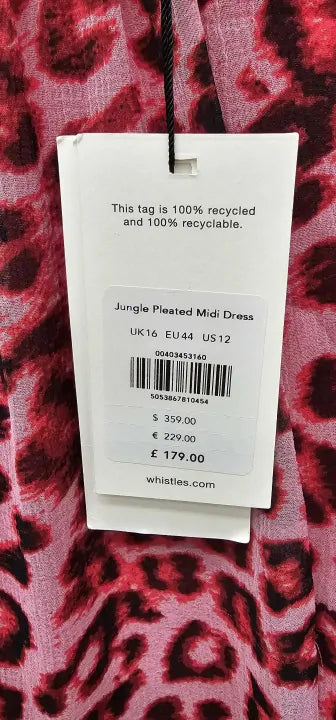 This tag is 100% recycled
and 100% recyclable.
Jungle Pleated Midi Dress
UK16 EU44 US12
00403453160
5053867810454
$ 359.00
€ 229.00
£ 179.00
whistles.com